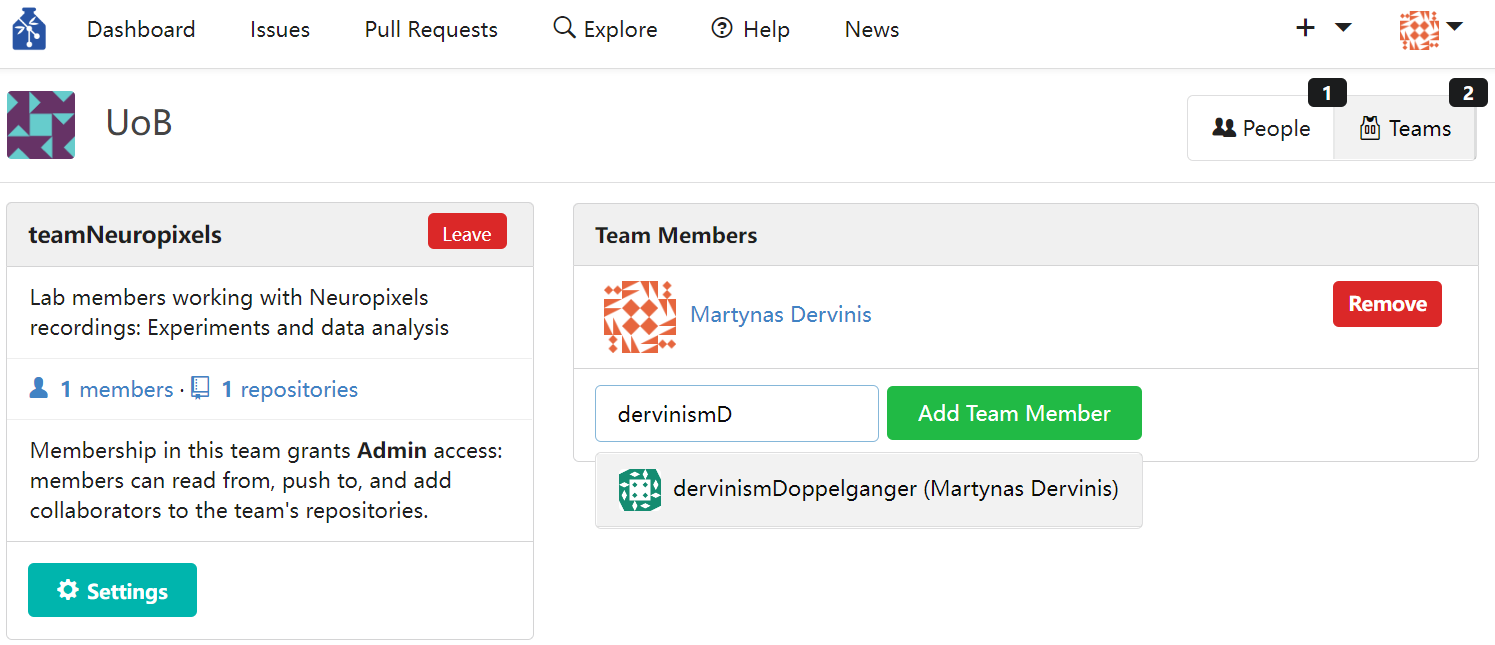 Dashboard Issues Pull Requests Explore Help News
UoB
1
2
People
Teams
teamNeuropixels
Leave
Lab members working with Neuropixels
recordings: Experiments and data analysis
1 members · 1 repositories
Membership in this team grants Admin access:
members can read from, push to, and add
collaborators to the team's repositories.
Settings
Team Members
Martynas Dervinis
Remove
dervinismD
Add Team Member
dervinismDoppelganger (Martynas Dervinis)